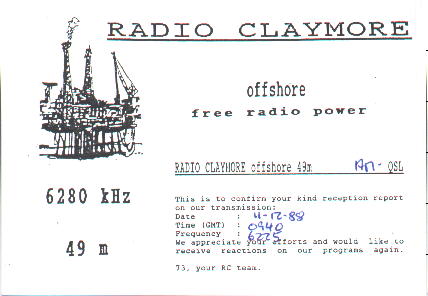 RADIO CLAYMORE
offshore
free radio power
RADIO CLAYMORE offshore 49m QSL
6280 kHz
49 m
This is to confirm your kind reception report
on our transmission:
Date : 4-12-88
Time (GMT) : 0940
Frequency : 6225
We appreciate your efforts and would like to
receive reactions on our programs again.
73, your RC team.